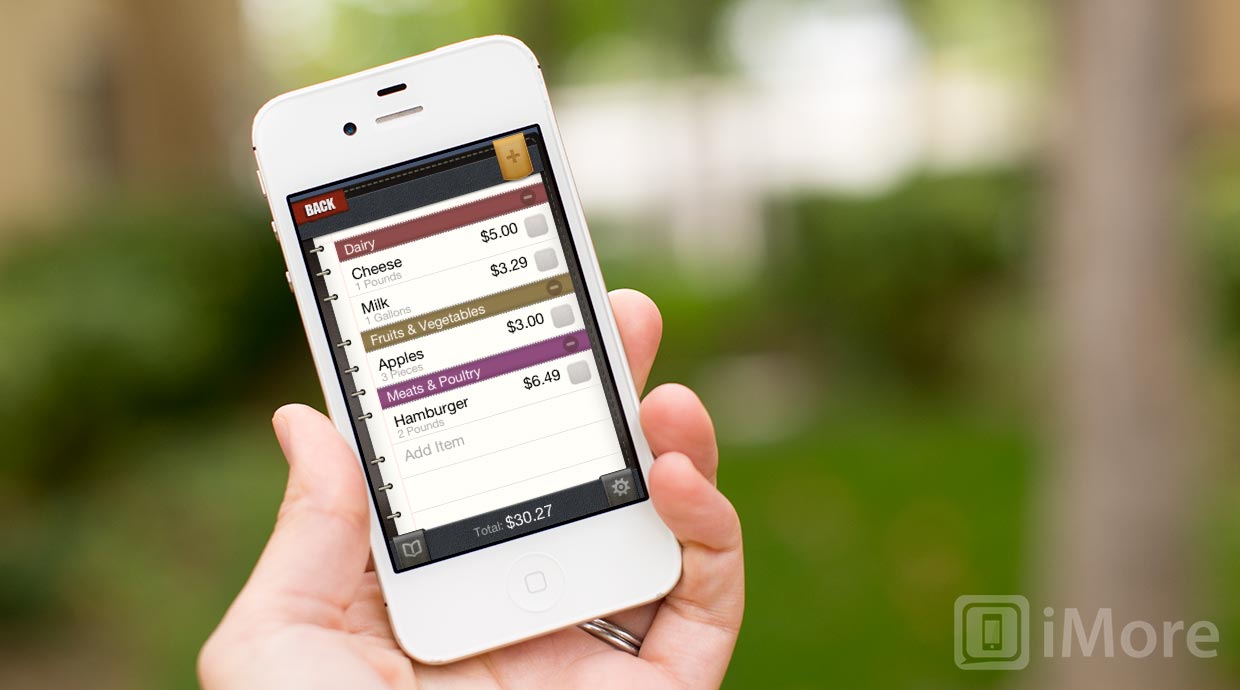 BACK
Dairy
Cheese $5.00
1 Pounds
Milk $3.29
1 Gallons
Fruits & Vegetables
Apples $3.00
3 Pieces
Meats & Poultry
Hamburger $6.49
2 Pounds
Add Item
Total: $30.27
iMore